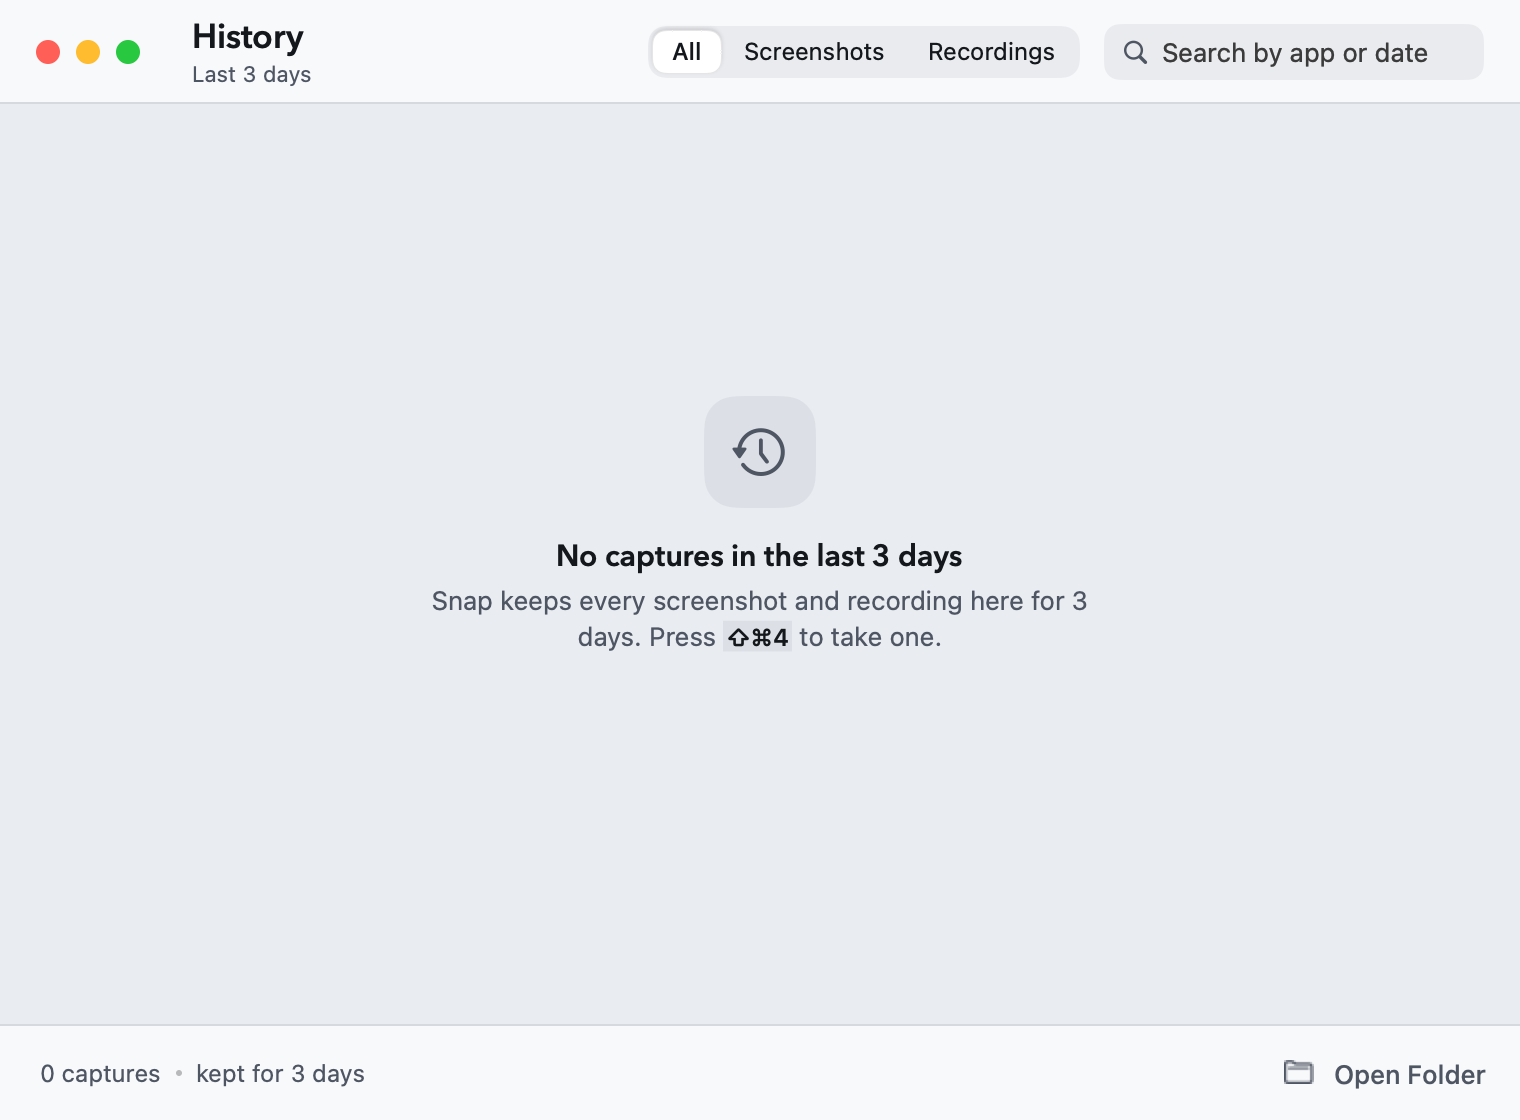 History
Last 3 days
All
Screenshots
Recordings
Search by app or date
No captures in the last 3 days
Snap keeps every screenshot and recording here for 3
days. Press ⇧⌘4 to take one.
0 captures • kept for 3 days
Open Folder